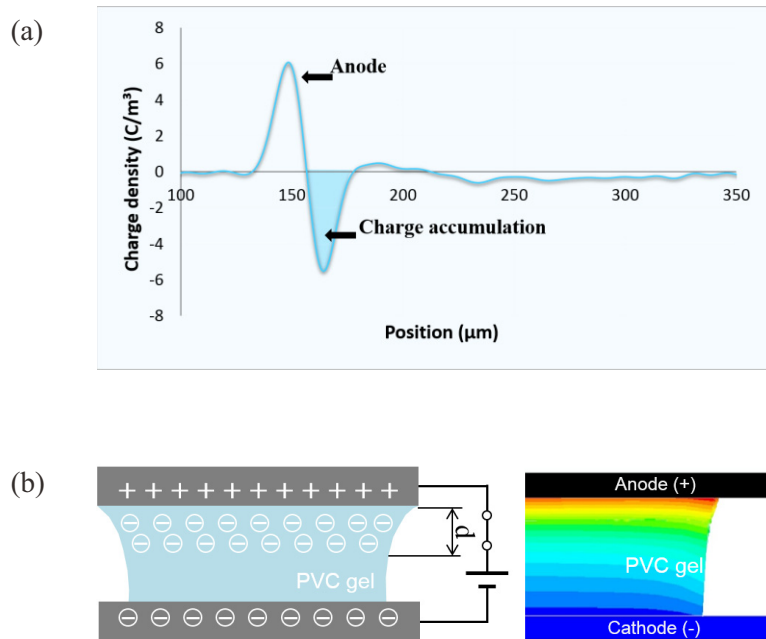 (a)
8
6
4
2
0
-2
-4
-6
-8
100 150 200 250 300 350
Charge density (C/m³)
Anode
Charge accumulation
Position (µm)
(b)
+ + + + + + + + + +
d
PVC gel
Anode (+)
PVC gel
Cathode (-)